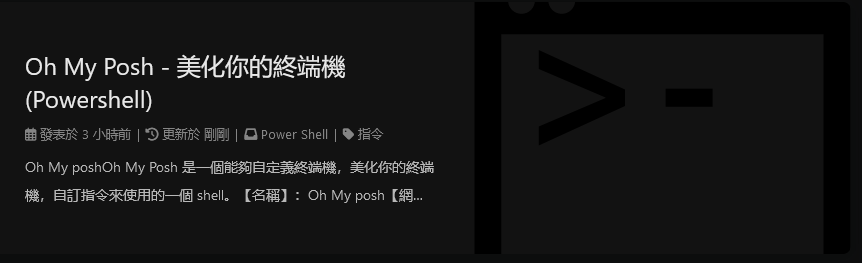 Oh My Posh - 美化你的終端機
(Powershell)
發表於 3 小時前 | 更新於 剛剛 | Power Shell | 指令
Oh My poshOh My Posh 是一個能夠自定義終端機，美化你的終端
機，自訂指令來使用的一個 shell。【名稱】：Oh My posh【網...